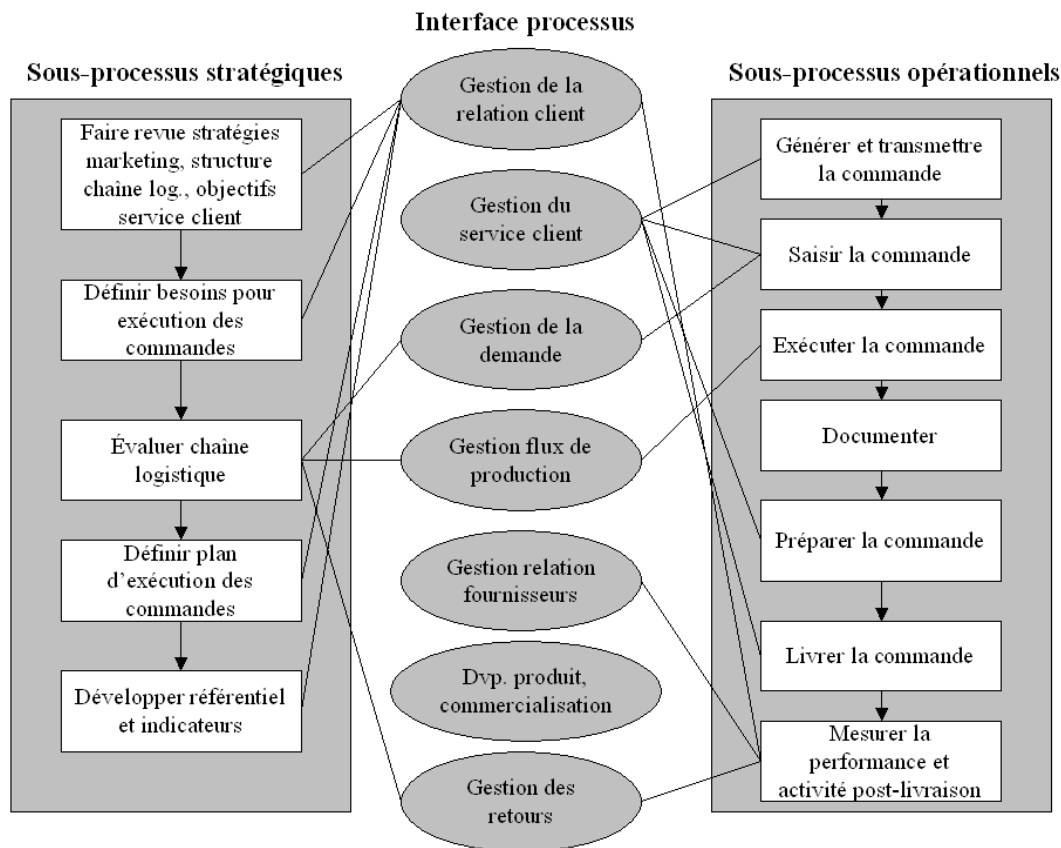 Interface processus
Sous-processus stratégiques
Faire revue stratégies
marketing, structure
chaîne log., objectifs
service client
Définir besoins pour
exécution des
commandes
Évaluer chaîne
logistique
Définir plan
d’exécution des
commandes
Développer référentiel
et indicateurs
Gestion de la
relation client
Gestion du
service client
Gestion de la
demande
Gestion flux de
production
Gestion relation
fournisseurs
Dvp. produit,
commercialisation
Gestion des
retours
Sous-processus opérationnels
Générer et transmettre
la commande
Saisir la commande
Exécuter la commande
Documenter
Préparer la commande
Livrer la commande
Mesurer la
performance et
activité post-livraison